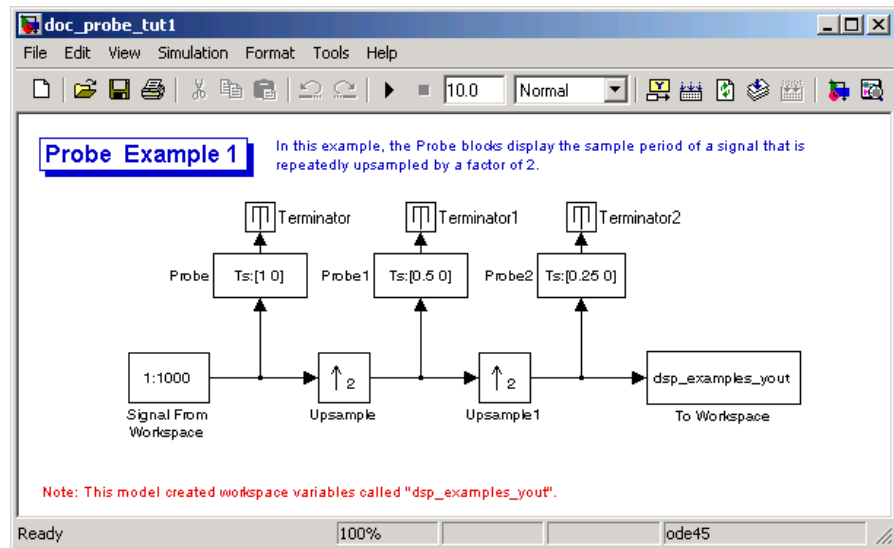 doc_probe_tut1
File Edit View Simulation Format Tools Help
10.0 Normal
Probe Example 1
In this example, the Probe blocks display the sample period of a signal that is
repeatedly upsampled by a factor of 2.
Terminator Terminator1 Terminator2
Probe Ts:[1 0] Probe1 Ts:[0.5 0] Probe2 Ts:[0.25 0]
1:1000 2 2 dsp_examples_yout
Signal From
Workspace
Upsample Upsample1 To Workspace
Note: This model created workspace variables called "dsp_examples_yout".
Ready 100% ode45